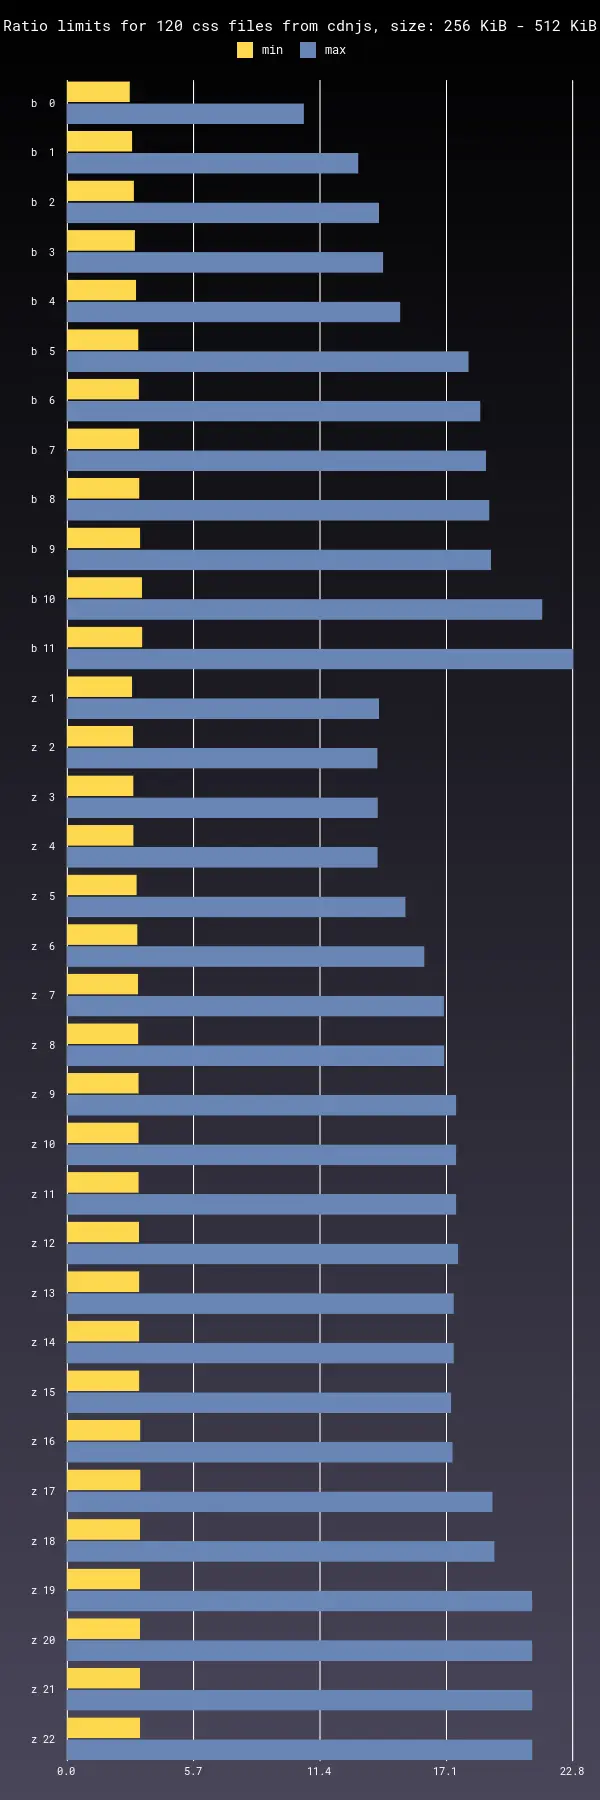 Ratio limits for 120 css files from cdnjs, size: 256 KiB - 512 KiB
min max
b 0
b 1
b 2
b 3
b 4
b 5
b 6
b 7
b 8
b 9
b 10
b 11
z 1
z 2
z 3
z 4
z 5
z 6
z 7
z 8
z 9
z 10
z 11
z 12
z 13
z 14
z 15
z 16
z 17
z 18
z 19
z 20
z 21
z 22
0.0 5.7 11.4 17.1 22.8